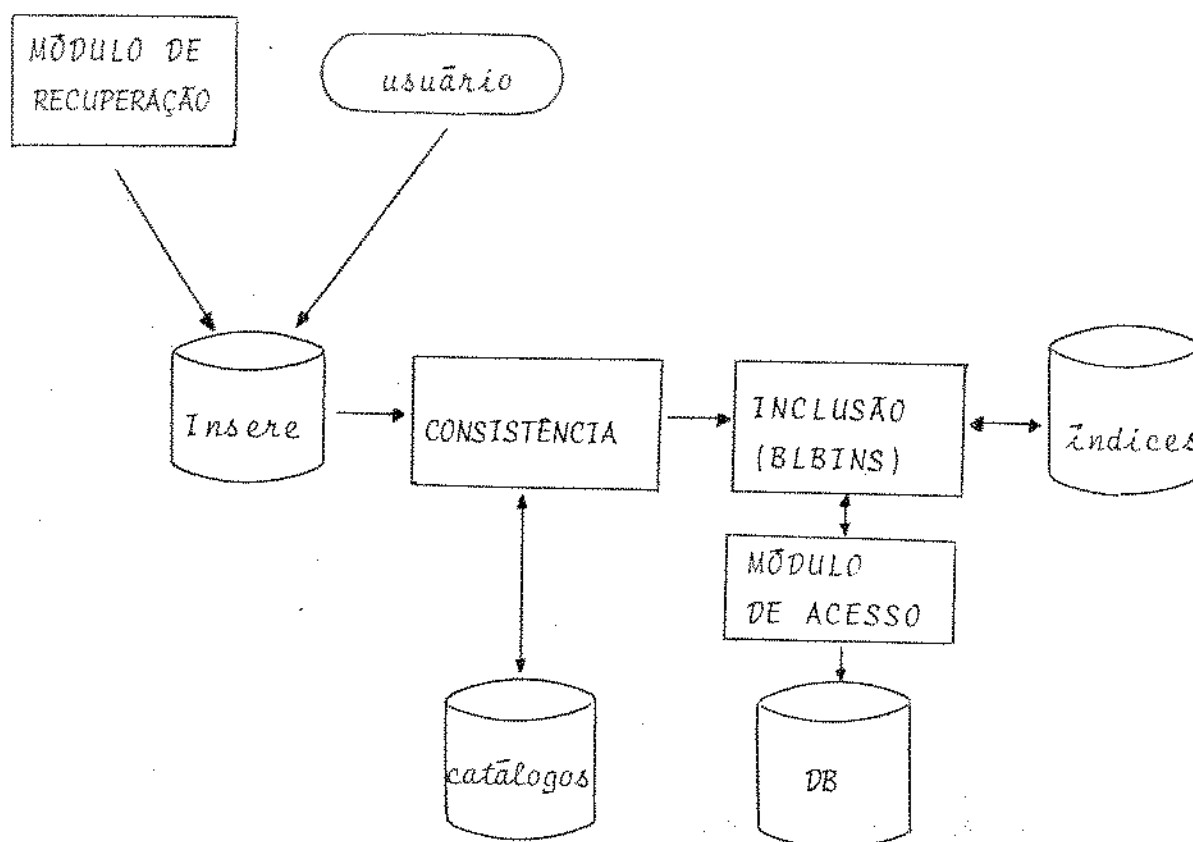 MÓDULO DE
RECUPERAÇÃO
usuário
Insere
CONSISTÊNCIA
INCLUSÃO
(BLBINS)
índices
MÓDULO
DE ACESSO
catálogos
DB